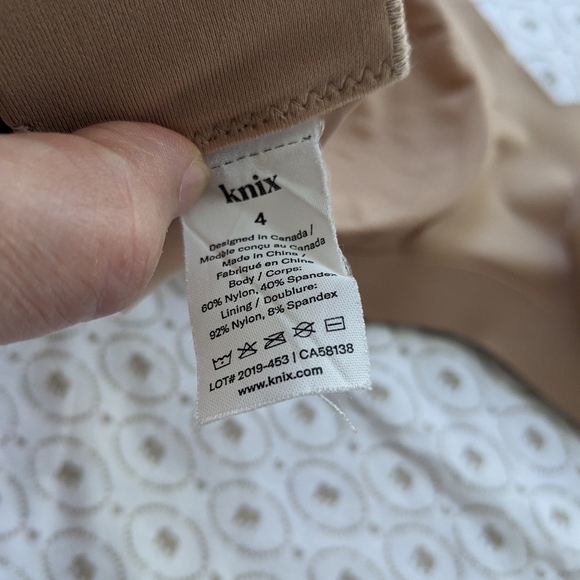 knix
4
Designed in Canada /
Modèle conçu au Canada
Made in China /
Fabriqué en Chine
Body / Corps:
60% Nylon, 40% Spandex
Lining / Doublure:
92% Nylon, 8% Spandex
LOT# 2019-453 | CA58138
www.knix.com